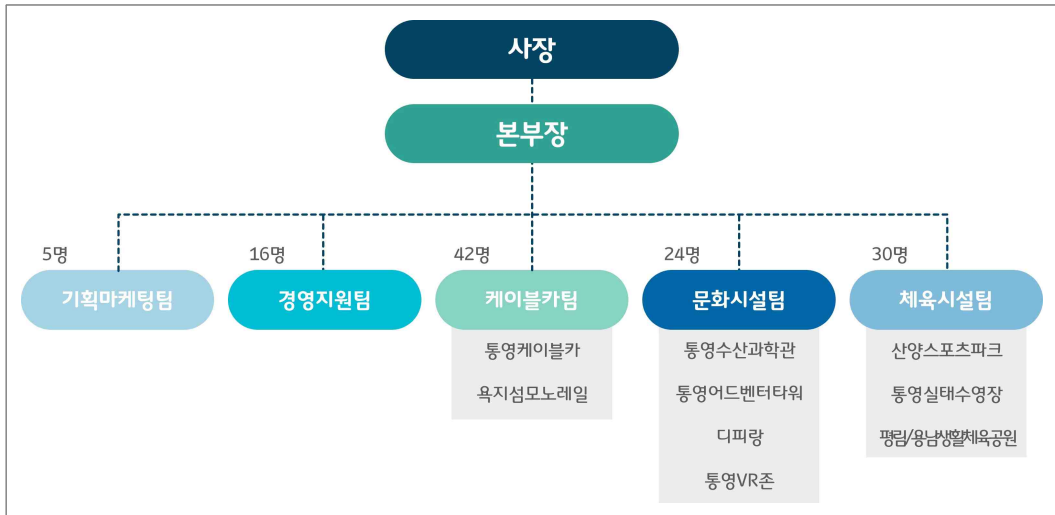 사장
본부장
5명
16명
42명
24명
30명
기획마케팅팀
경영지원팀
케이블카팀
문화시설팀
체육시설팀
통영케이블카
통영수산과학관
산양스포츠파크
욕지섬모노레일
통영어드벤터타워
통영실태수영장
디피랑
평림/용남생활체육공원
통영VR존